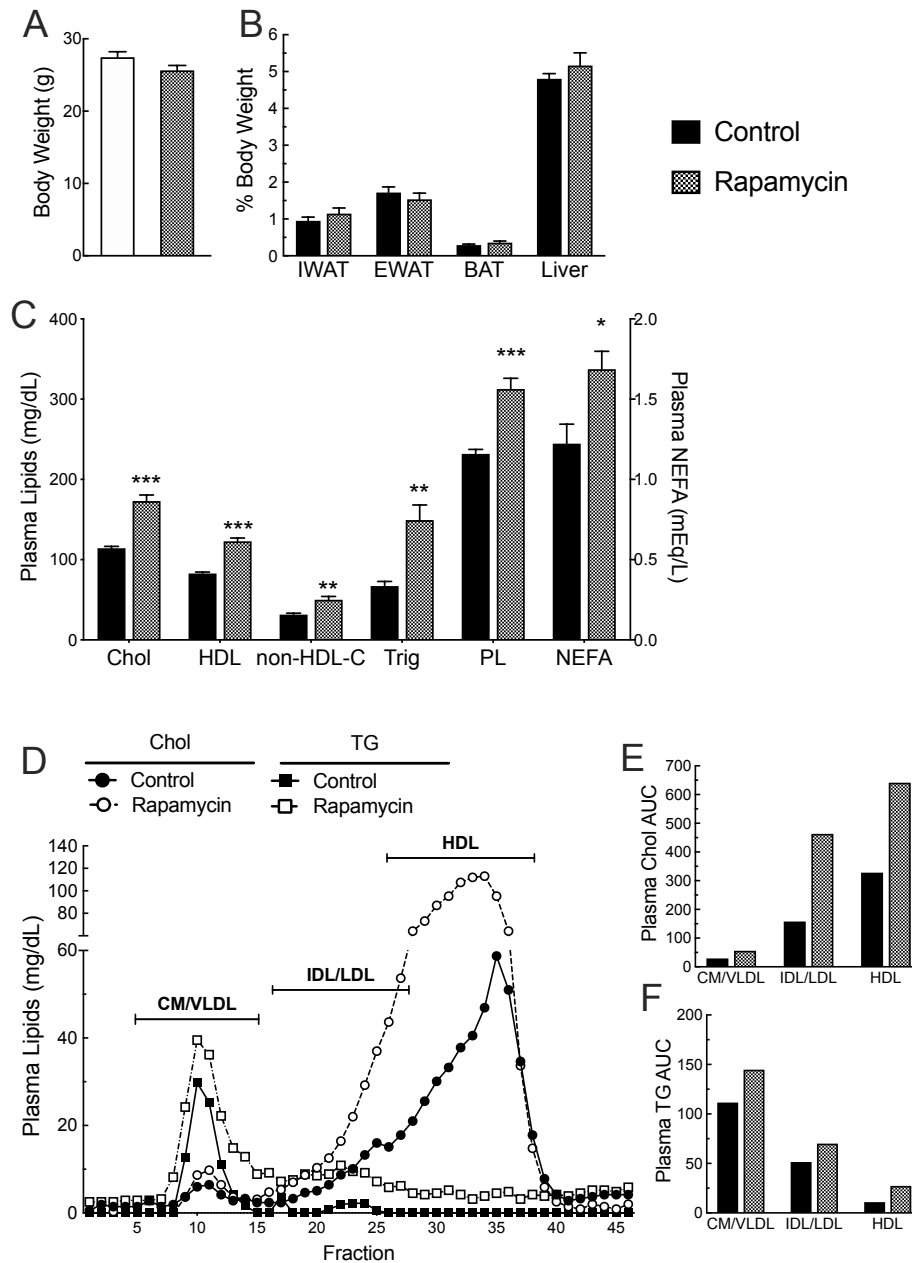 A
Body Weight (g)
30
20
10
0
B
% Body Weight
6
5
4
3
2
1
0
IWAT EWAT BAT Liver
Control
Rapamycin
C
Plasma Lipids (mg/dL)
400
300
200
100
0
*** *** ** ** *** *
2.0
1.5
1.0
0.5
0.0
Plasma NEFA (mEq/L)
Chol HDL non-HDL-C Trig PL NEFA
D
Chol TG
Control Control
Rapamycin Rapamycin
Plasma Lipids (mg/dL)
140
120
100
80
60
40
20
0
HDL
IDL/LDL
CM/VLDL
5 10 15 20 25 30 35 40 45
Fraction
E
Plasma Chol AUC
700
600
500
400
300
200
100
0
CM/VLDL IDL/LDL HDL
F
Plasma TG AUC
200
150
100
50
0
CM/VLDL IDL/LDL HDL